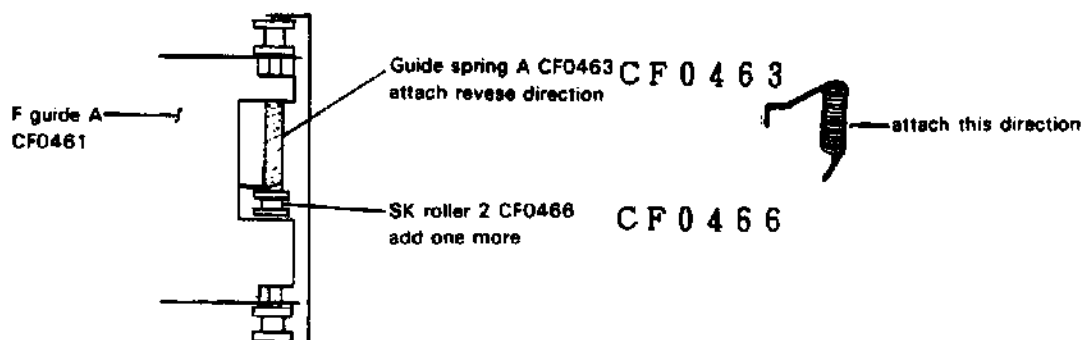 Guide spring A CF0463
attach revese direction
CF0463
F guide A
CF0461
attach this direction
SK roller 2 CF0466
add one more
CF0466